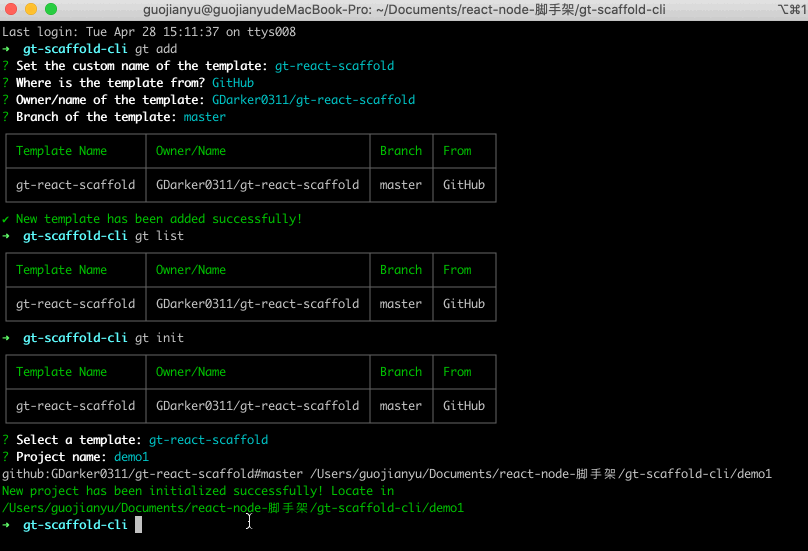 guojianyu@guojianyudeMacBook-Pro: ~/Documents/react-node-脚手架/gt-scaffold-cli ⌥⌘1
Last login: Tue Apr 28 15:11:37 on ttys008
➜ gt-scaffold-cli gt add
? Set the custom name of the template: gt-react-scaffold
? Where is the template from? GitHub
? Owner/name of the template: GDarker0311/gt-react-scaffold
? Branch of the template: master
Template Name Owner/Name Branch From
gt-react-scaffold GDarker0311/gt-react-scaffold master GitHub
✔ New template has been added successfully!
➜ gt-scaffold-cli gt list
Template Name Owner/Name Branch From
gt-react-scaffold GDarker0311/gt-react-scaffold master GitHub
➜ gt-scaffold-cli gt init
Template Name Owner/Name Branch From
gt-react-scaffold GDarker0311/gt-react-scaffold master GitHub
? Select a template: gt-react-scaffold
? Project name: demo1
github:GDarker0311/gt-react-scaffold#master /Users/guojianyu/Documents/react-node-脚手架/gt-scaffold-cli/demo1
New project has been initialized successfully! Locate in
/Users/guojianyu/Documents/react-node-脚手架/gt-scaffold-cli/demo1
➜ gt-scaffold-cli